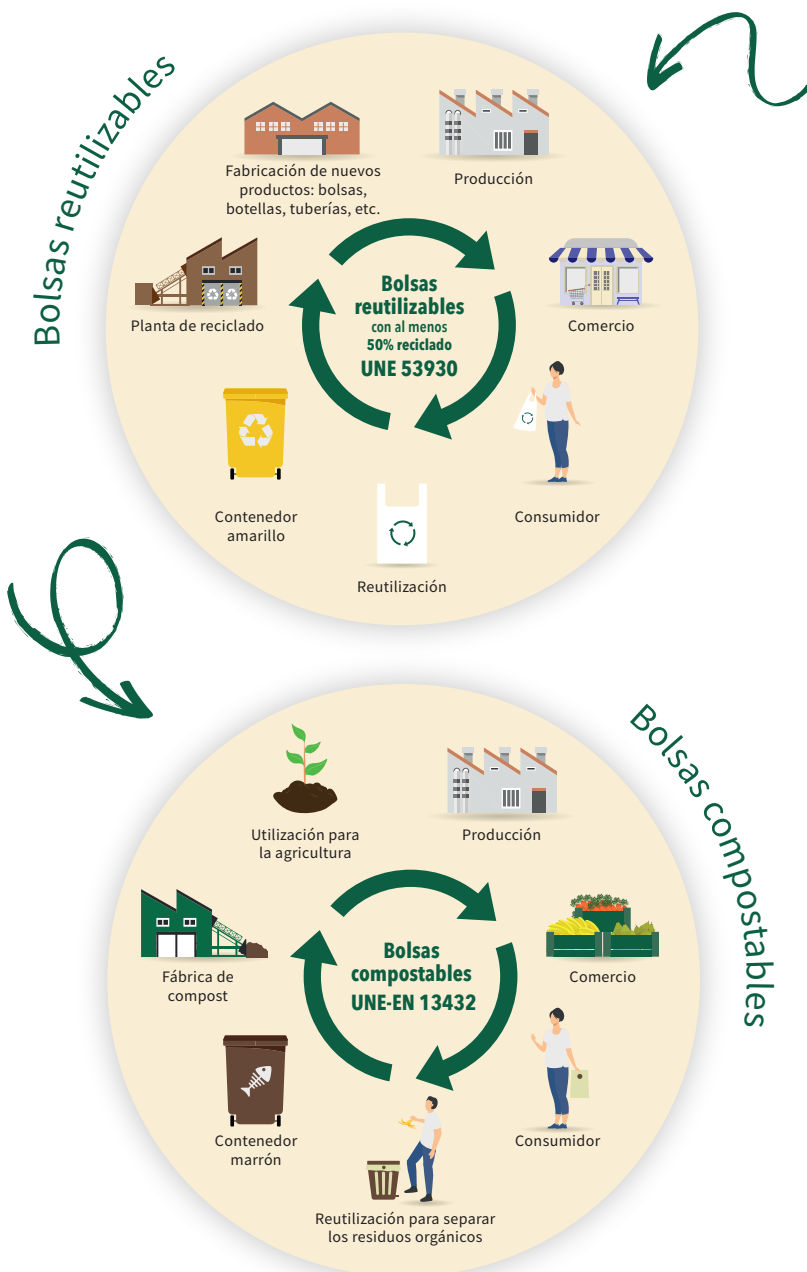 Bolsas reutilizables
Fabricación de nuevos
productos: bolsas,
botellas, tuberías, etc.
Producción
Planta de reciclado
Bolsas
reutilizables
con al menos
50% reciclado
UNE 53930
Comercio
Contenedor
amarillo
Consumidor
Reutilización
Bolsas compostables
Utilización para
la agricultura
Producción
Fábrica de
compost
Bolsas
compostables
UNE-EN 13432
Comercio
Contenedor
marrón
Consumidor
Reutilización para separar
los residuos orgánicos